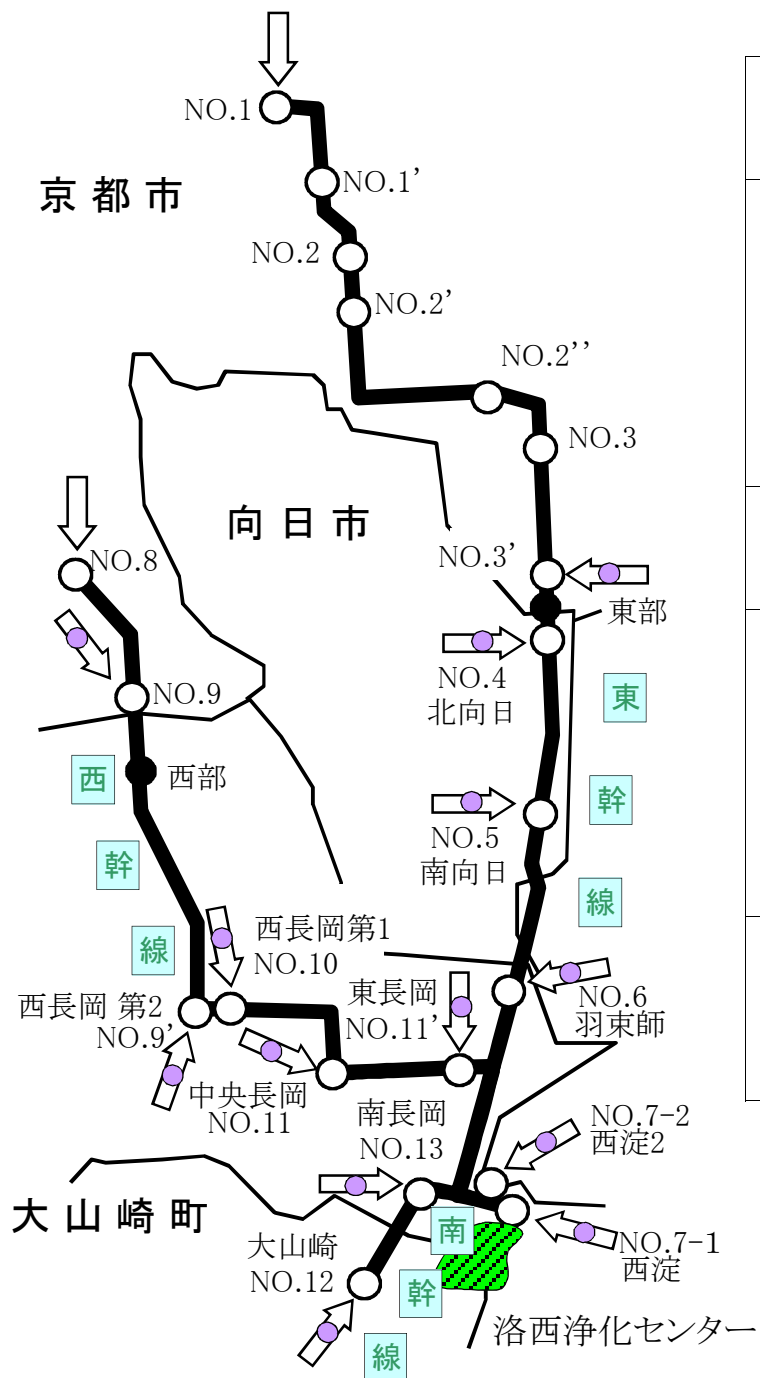 NO.1
京都市
NO.1'
NO.2
NO.2'
NO.2''
NO.3
向日市
NO.3'
NO.8
東部
NO.4
北向日
NO.9
東
西
西部
幹
NO.5
南向日
幹
線
線
西長岡第1
NO.10
東長岡
NO.11'
NO.6
羽束師
西長岡 第2
NO.9'
中央長岡
NO.11
南長岡
NO.13
NO.7-2
西淀2
大山崎町
大山崎
NO.12
南
幹
線
NO.7-1
西淀
洛西浄化センター